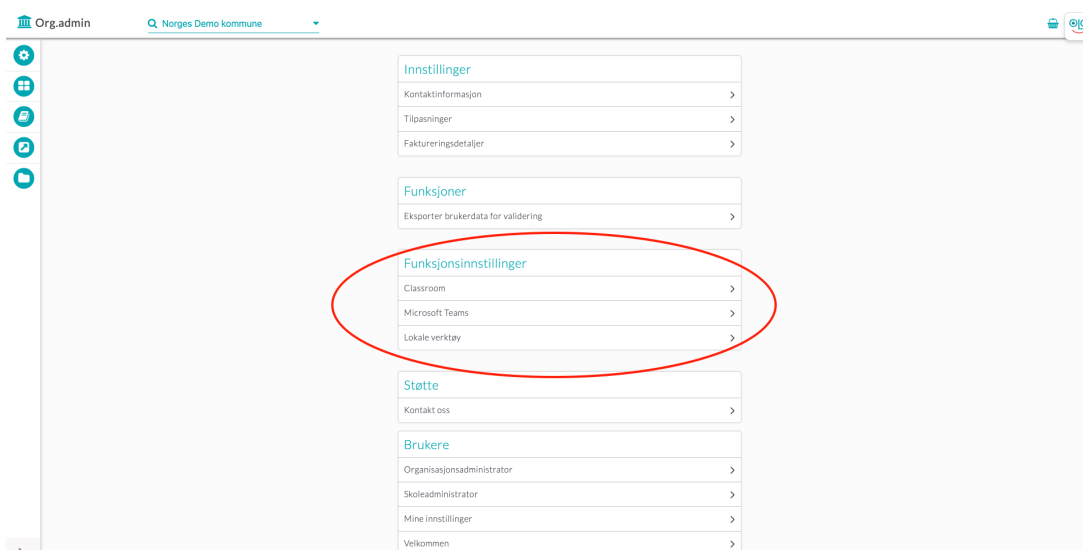 Org.admin
Norges Demo kommune
Innstillinger
Kontaktinformasjon
Tilpasninger
Faktureringsdetaljer
Funksjoner
Eksporter brukerdata for validering
Funksjonsinnstillinger
Classroom
Microsoft Teams
Lokale verktøy
Støtte
Kontakt oss
Brukere
Organisasjonsadministrator
Skoleadministrator
Mine innstillinger
Velkommen